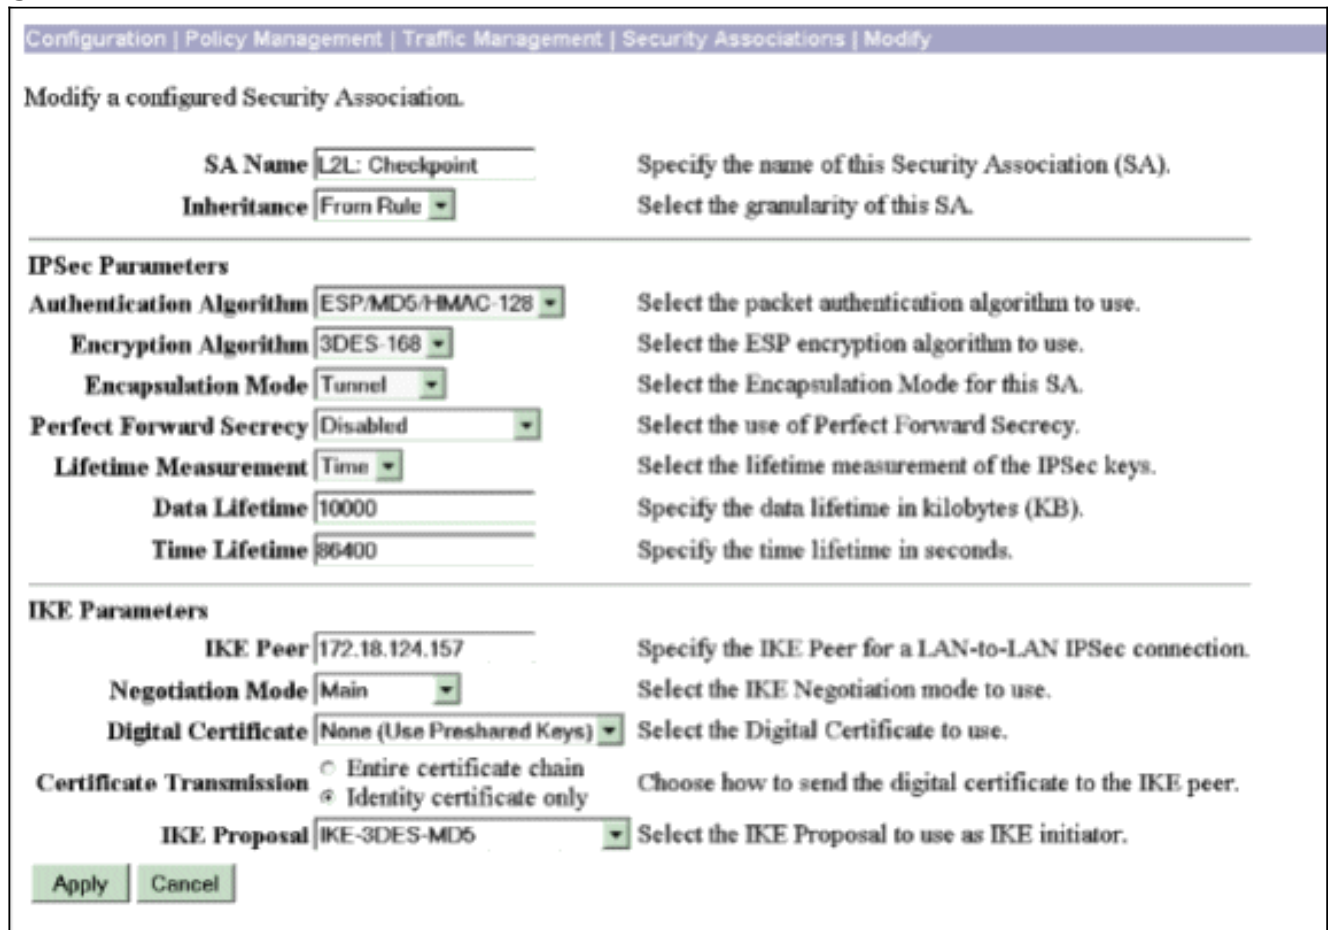 Configuration | Policy Management | Traffic Management | Security Associations | Modify
Modify a configured Security Association.
SA Name L2L: Checkpoint Specify the name of this Security Association (SA).
Inheritance From Rule Select the granularity of this SA.
IPSec Parameters
Authentication Algorithm ESP/MD5/HMAC-128 Select the packet authentication algorithm to use.
Encryption Algorithm 3DES-168 Select the ESP encryption algorithm to use.
Encapsulation Mode Tunnel Select the Encapsulation Mode for this SA.
Perfect Forward Secrecy Disabled Select the use of Perfect Forward Secrecy.
Lifetime Measurement Time Select the lifetime measurement of the IPSec keys.
Data Lifetime 10000 Specify the data lifetime in kilobytes (KB).
Time Lifetime 86400 Specify the time lifetime in seconds.
IKE Parameters
IKE Peer 172.18.124.157 Specify the IKE Peer for a LAN-to-LAN IPSec connection.
Negotiation Mode Main Select the IKE Negotiation mode to use.
Digital Certificate None (Use Preshared Keys) Select the Digital Certificate to use.
Certificate Transmission Entire certificate chain Choose how to send the digital certificate to the IKE peer.
Identity certificate only
IKE Proposal IKE-3DES-MD5 Select the IKE Proposal to use as IKE initiator.
Apply Cancel